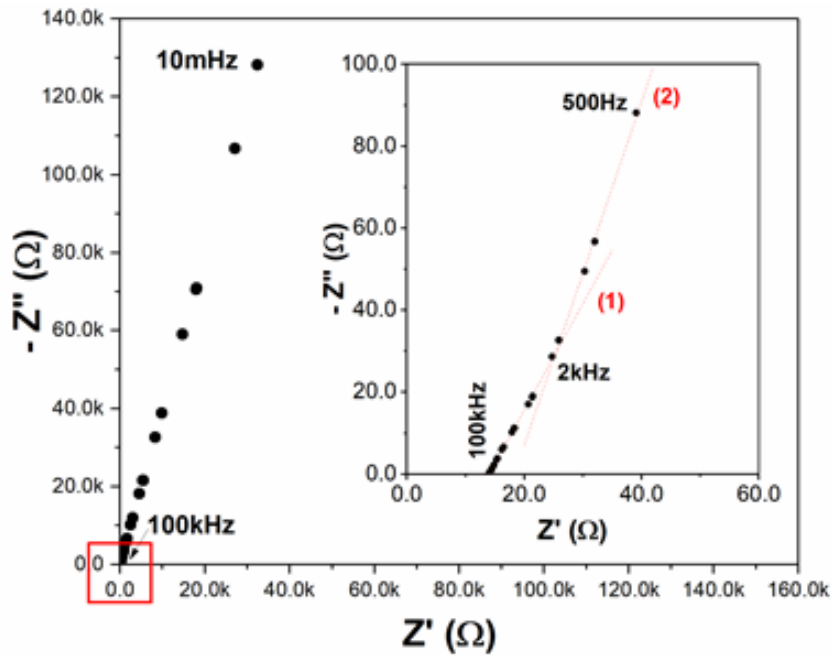 140.0k
120.0k
100.0k
80.0k
60.0k
40.0k
20.0k
0.0
- Z" (Ω)
0.0
20.0k
40.0k
60.0k
80.0k
100.0k
120.0k
140.0k
160.0k
Z' (Ω)
10mHz
100kHz
100.0
80.0
60.0
40.0
20.0
0.0
- Z" (Ω)
0.0
20.0
40.0
60.0
Z' (Ω)
500Hz
(2)
(1)
2kHz
100kHz